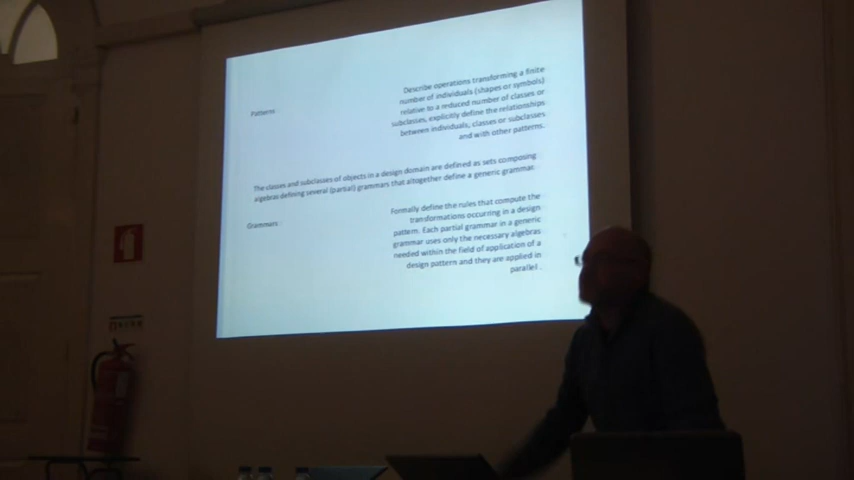 Describe operations transforming a finite
number of individuals (shapes or symbols)
Patterns
relative to a reduced number of classes or
subclasses, explicitly define the relationships
between individuals, classes or subclasses
and with other patterns.
The classes and subclasses of objects in a design domain are defined as sets composing
algebras defining several (partial) grammars that altogether define a generic grammar.
Formally define the rules that compute the
Grammars :
transformations occurring in a design
pattern. Each partial grammar in a generic
grammar uses only the necessary algebras
needed within the field of application of a
design pattern and they are applied in
parallel .